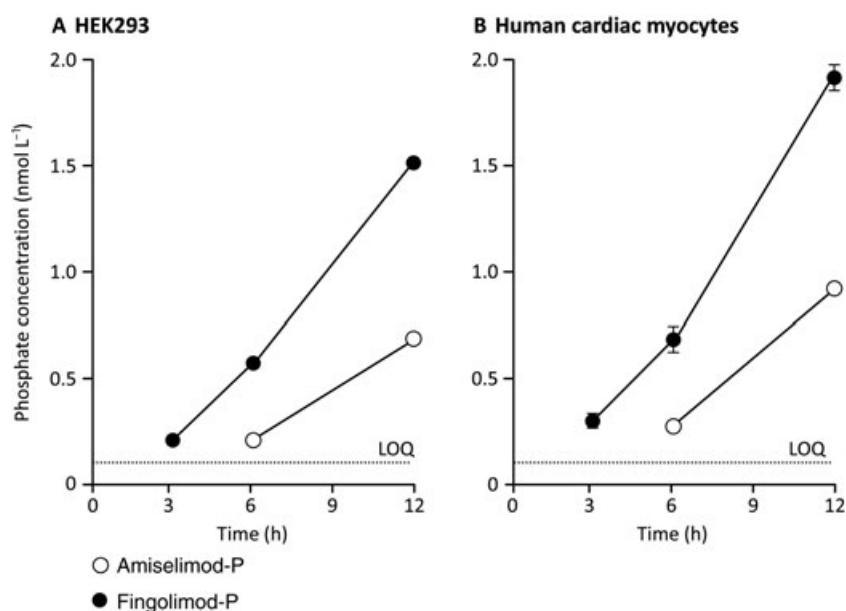 A HEK293
2.0
1.5
1.0
0.5
0
Phosphate concentration (nmol L⁻¹)
LOQ
0 3 6 9 12
Time (h)
B Human cardiac myocytes
2.0
1.5
1.0
0.5
0
LOQ
0 3 6 9 12
Time (h)
Amiselimod-P
Fingolimod-P